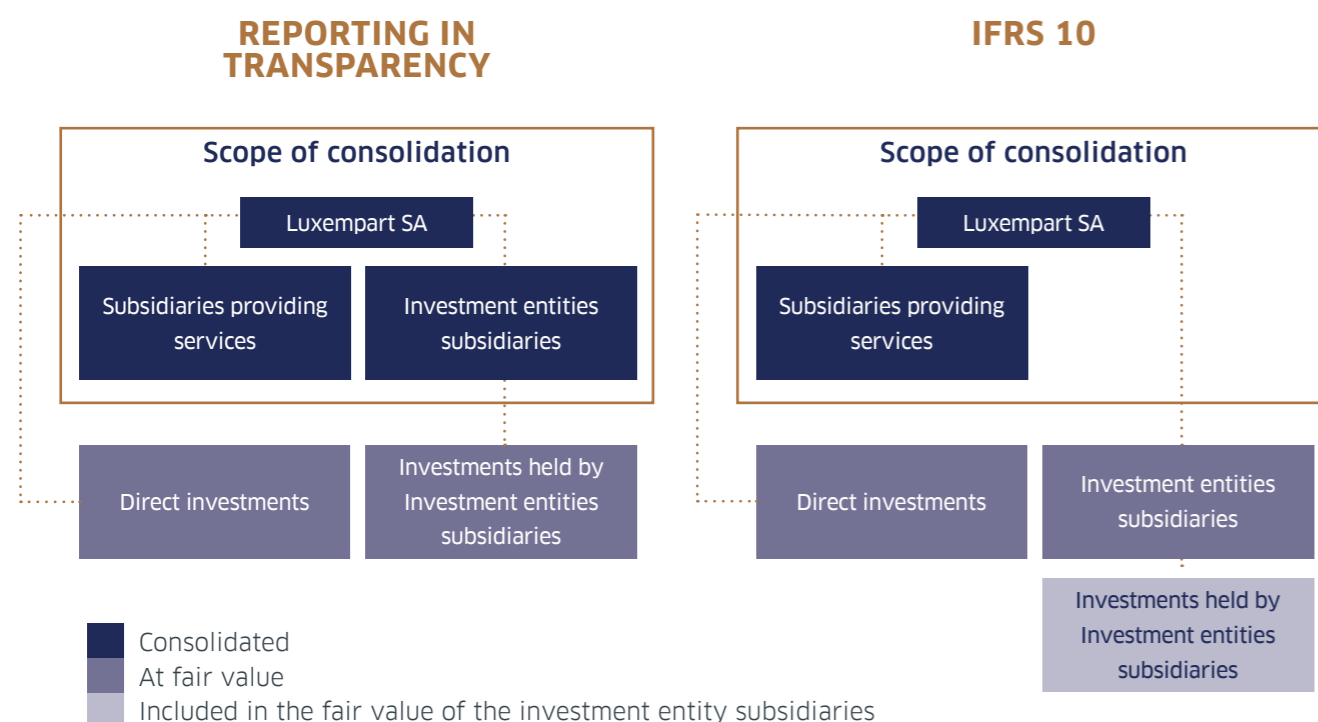 REPORTING IN
TRANSPARENCY
Scope of consolidation
Luxempart SA
Subsidiaries providing
services
Investment entities
subsidiaries
Direct investments
Investments held by
Investment entities
subsidiaries
IFRS 10
Scope of consolidation
Luxempart SA
Subsidiaries providing
services
Direct investments
Investment entities
subsidiaries
Investments held by
Investment entities
subsidiaries
Consolidated
At fair value
Included in the fair value of the investment entity subsidiaries